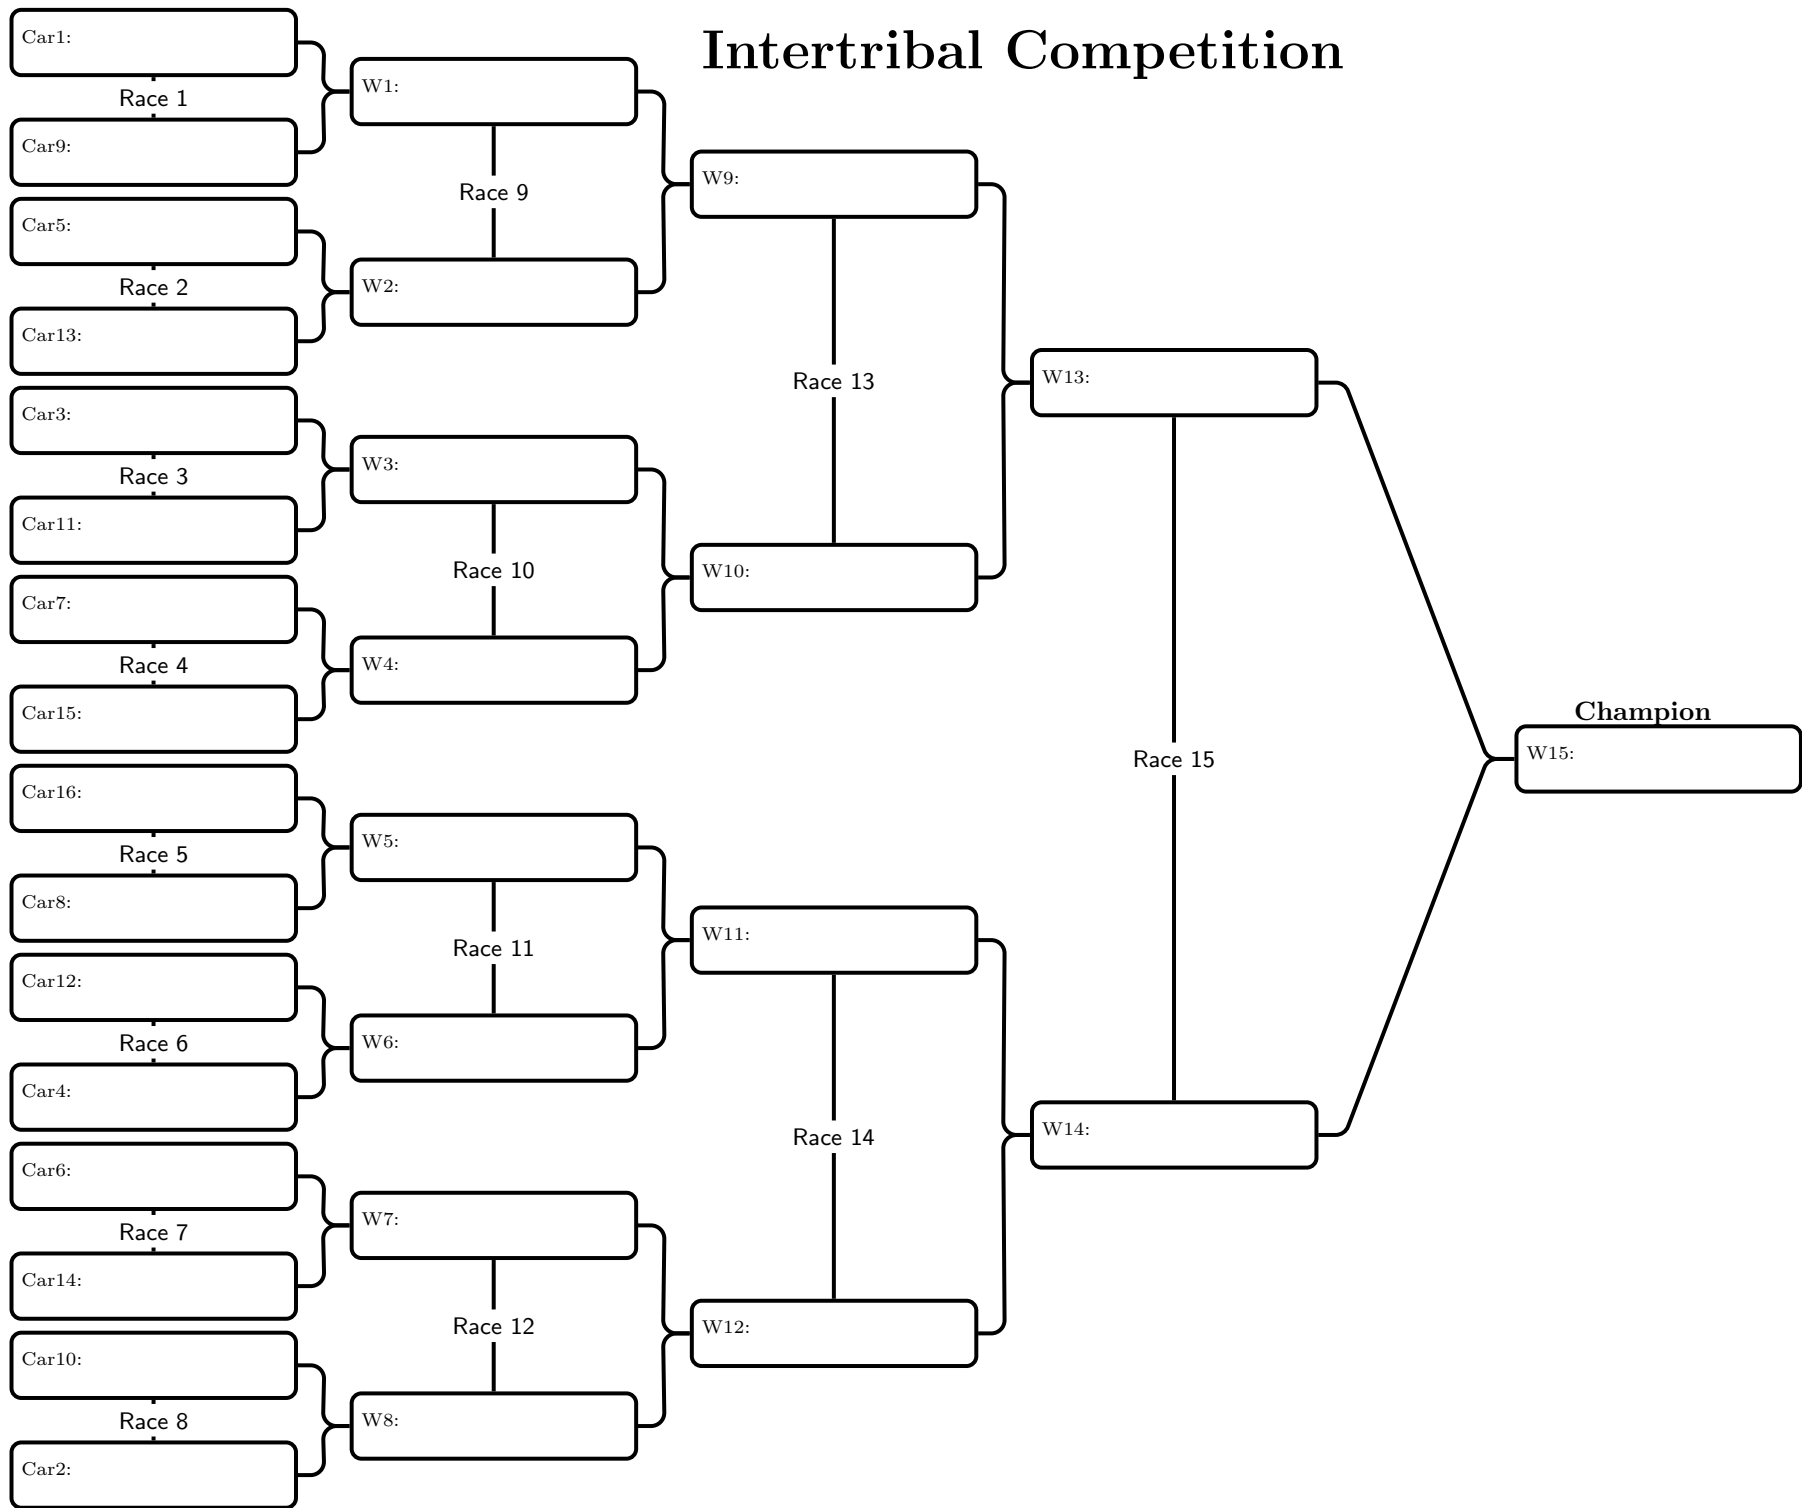 Intertribal Competition
Car1:
Race 1
Car9:
Car5:
Race 2
Car13:
Car3:
Race 3
Car11:
Car7:
Race 4
Car15:
Car16:
Race 5
Car8:
Car12:
Race 6
Car4:
Car6:
Race 7
Car14:
Car10:
Race 8
Car2:
W1:
Race 9
W2:
W3:
Race 10
W4:
W5:
Race 11
W6:
W7:
Race 12
W8:
W9:
Race 13
W10:
W11:
Race 14
W12:
W13:
Race 15
W14:
Champion
W15: